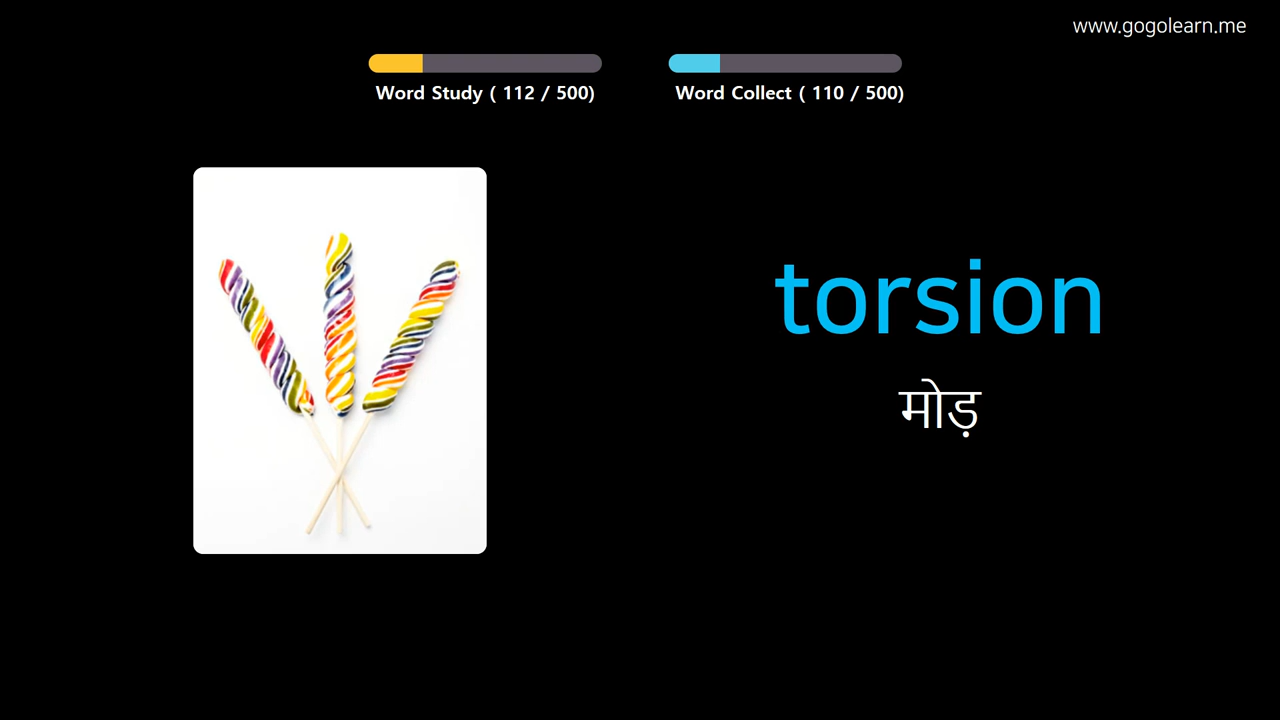 www.gogolearn.me
Word Study ( 112 / 500)
Word Collect ( 110 / 500)
torsion
मोड़